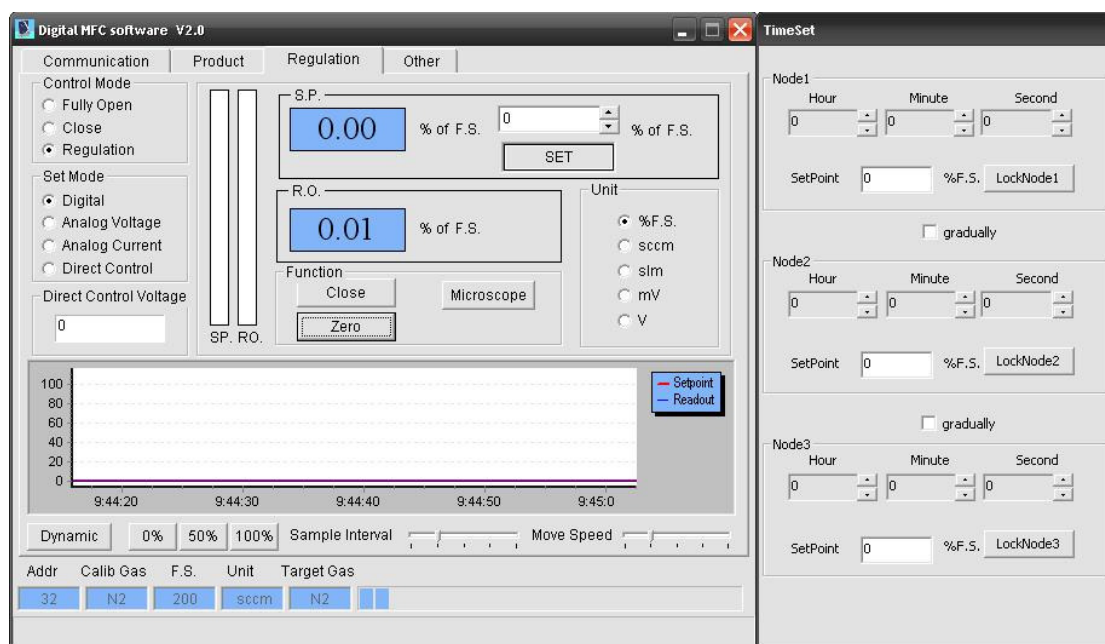 Digital MFC software V2.0
Communication Product Regulation Other
Control Mode
Fully Open
Close
Regulation
Set Mode
Digital
Analog Voltage
Analog Current
Direct Control
Direct Control Voltage
0
SP. RO.
S.P.
0.00 % of F.S. 0 % of F.S.
SET
R.O.
0.01 % of F.S.
Function
Close
Zero
Microscope
Unit
%F.S.
sccm
slm
mV
V
100
80
60
40
20
0
9:44:20 9:44:30 9:44:40 9:44:50 9:45:0
Setpoint
Readout
Dynamic 0% 50% 100% Sample Interval Move Speed
Addr Calib Gas F.S. Unit Target Gas
32 N2 200 sccm N2
TimeSet
Node1
Hour Minute Second
0 0 0
SetPoint 0 %F.S. LockNode1
gradually
Node2
Hour Minute Second
0 0 0
SetPoint 0 %F.S. LockNode2
gradually
Node3
Hour Minute Second
0 0 0
SetPoint 0 %F.S. LockNode3